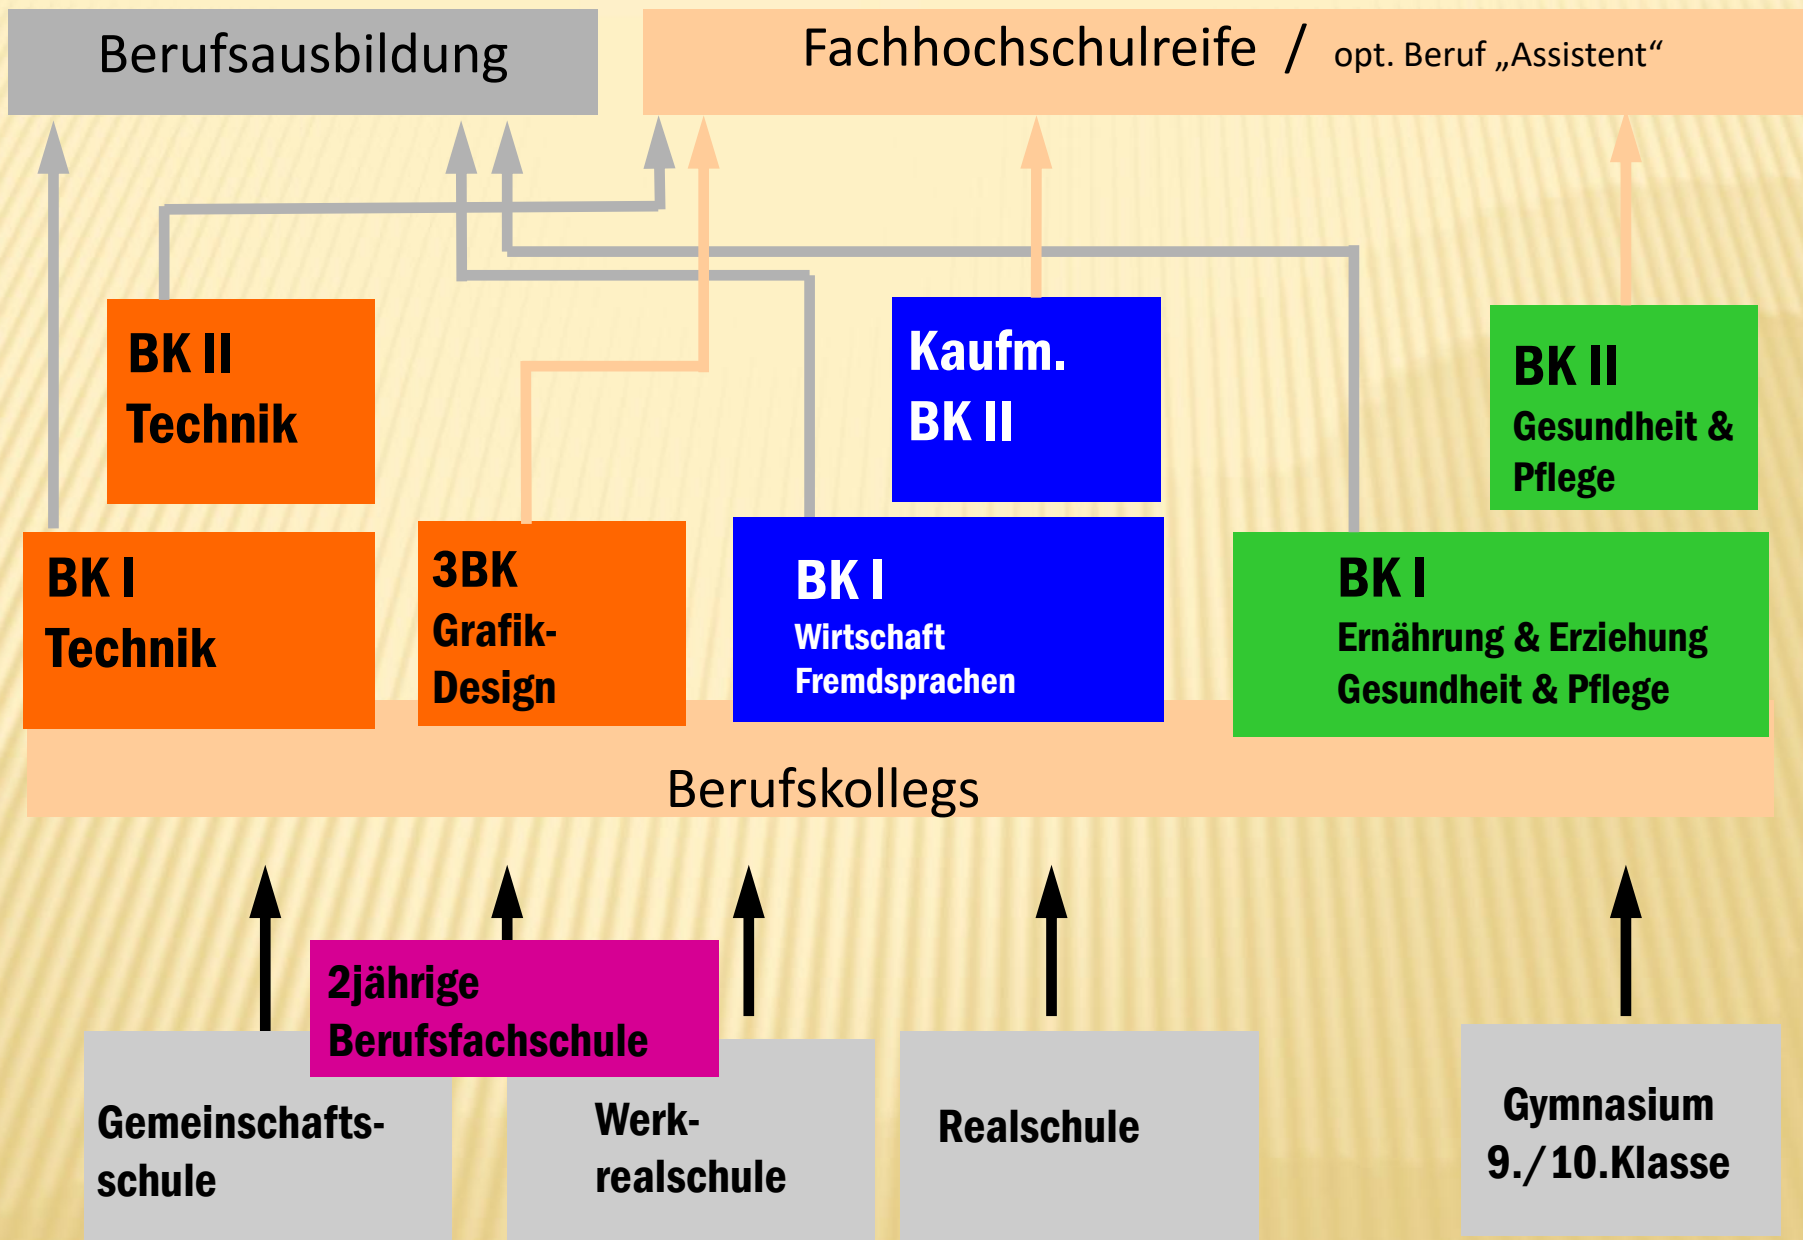 Berufsausbildung
Fachhochschulreife / opt. Beruf „Assistent“
BK II
Technik
Kaufm.
BK II
BK II
Gesundheit &
Pflege
BK I
Technik
3BK
Grafik-
Design
BK I
Wirtschaft
Fremdsprachen
BK I
Ernährung & Erziehung
Gesundheit & Pflege
Berufskollegs
2jährige
Berufsfachschule
Gemeinschafts-
schule
Werk-
realschule
Realschule
Gymnasium
9./10.Klasse